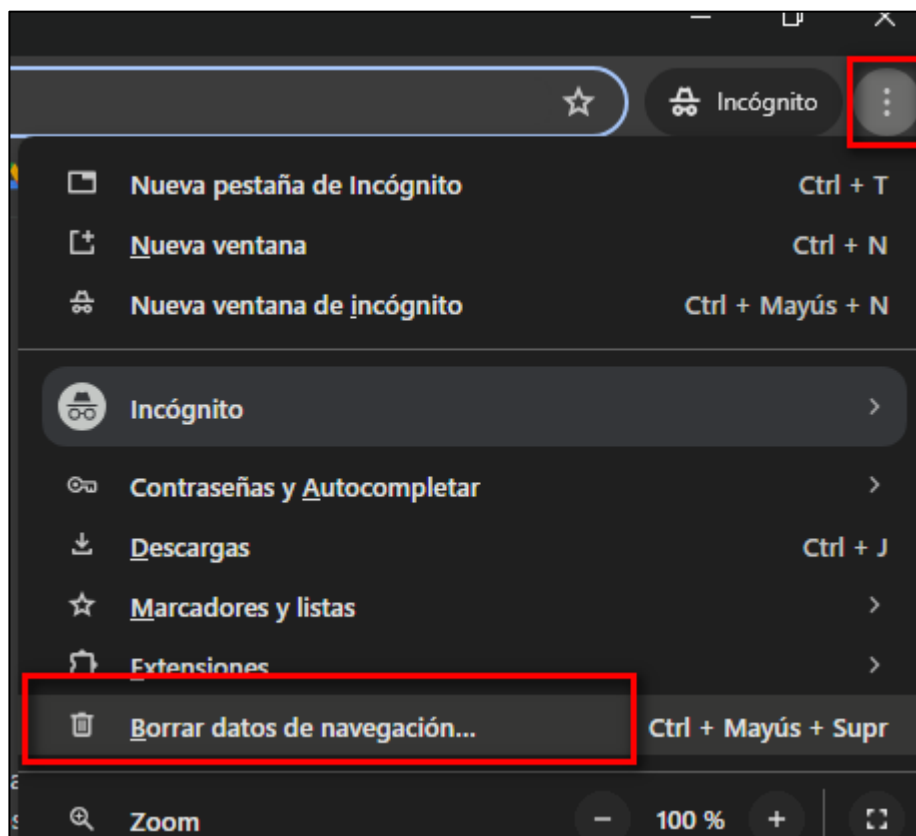 Incógnito
Nueva pestaña de Incógnito Ctrl + T
Nueva ventana Ctrl + N
Nueva ventana de incógnito Ctrl + Mayús + N
Incógnito
Contraseñas y Autocompletar
Descargas Ctrl + J
Marcadores y listas
Extensiones
Borrar datos de navegación... Ctrl + Mayús + Supr
Zoom − 100 % +